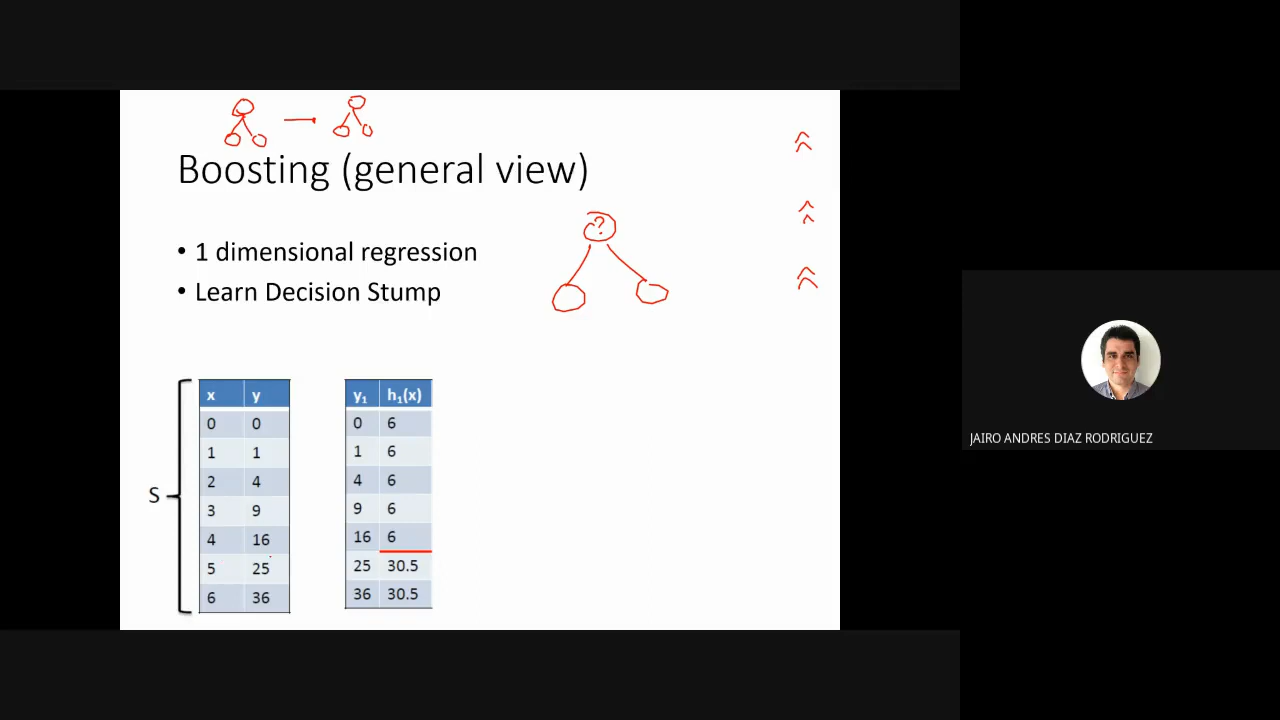 Boosting (general view)
?
• 1 dimensional regression
• Learn Decision Stump
S
x y
0 0
1 1
2 4
3 9
4 16
5 25
6 36
y₁ h₁(x)
0 6
1 6
4 6
9 6
16 6
25 30.5
36 30.5
JAIRO ANDRES DIAZ RODRIGUEZ